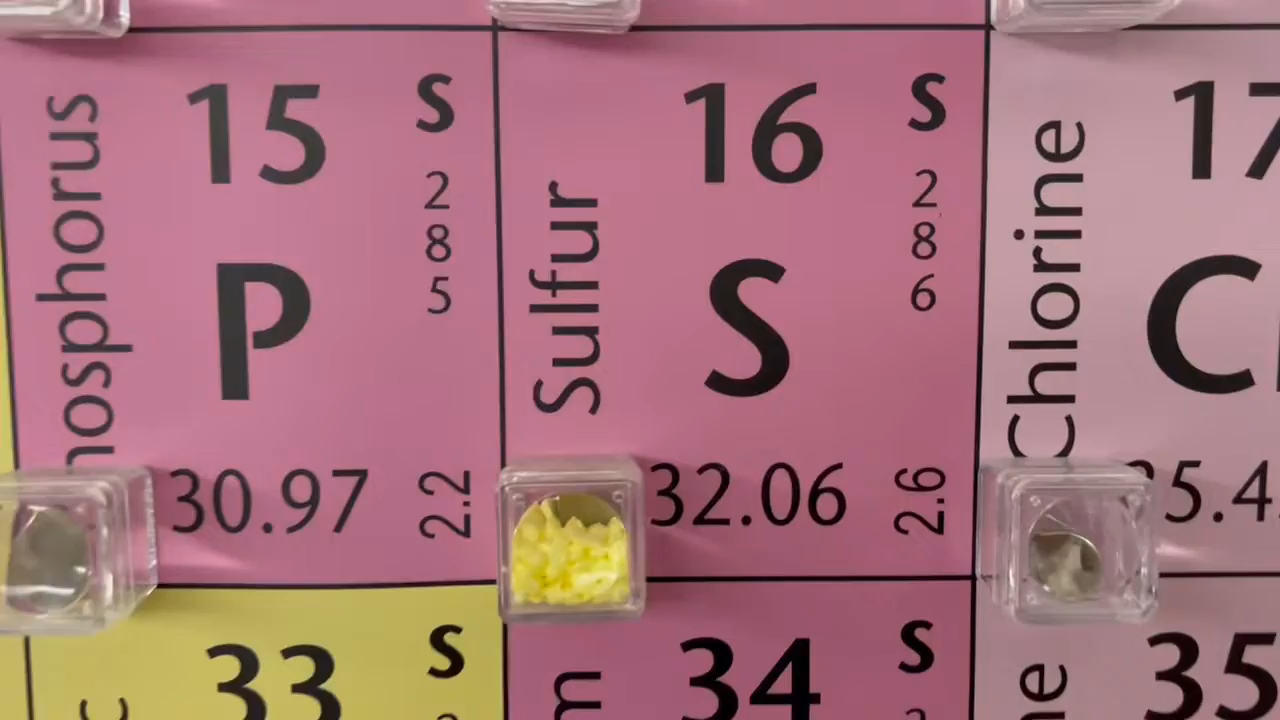 15 S
2
8
5
P
30.97 2.2
16 S
2
8
6
Sulfur
S
32.06 2.6
17
Chlorine
33 S
34 S
35